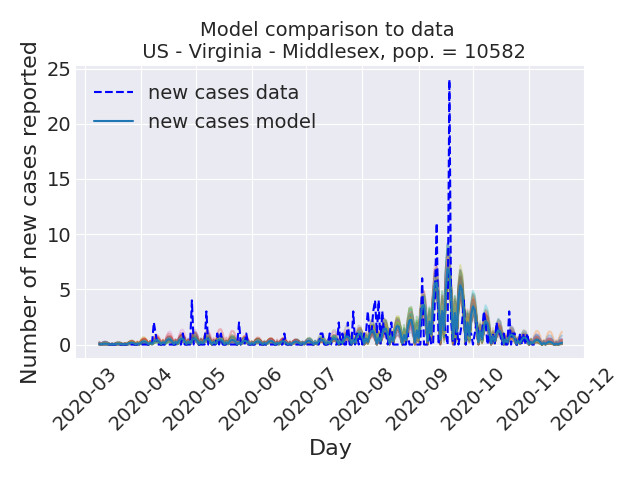 Model comparison to data
US - Virginia - Middlesex, pop. = 10582
Number of new cases reported
25
20
15
10
5
0
new cases data
new cases model
2020-03
2020-04
2020-05
2020-06
2020-07
2020-08
2020-09
2020-10
2020-11
2020-12
Day